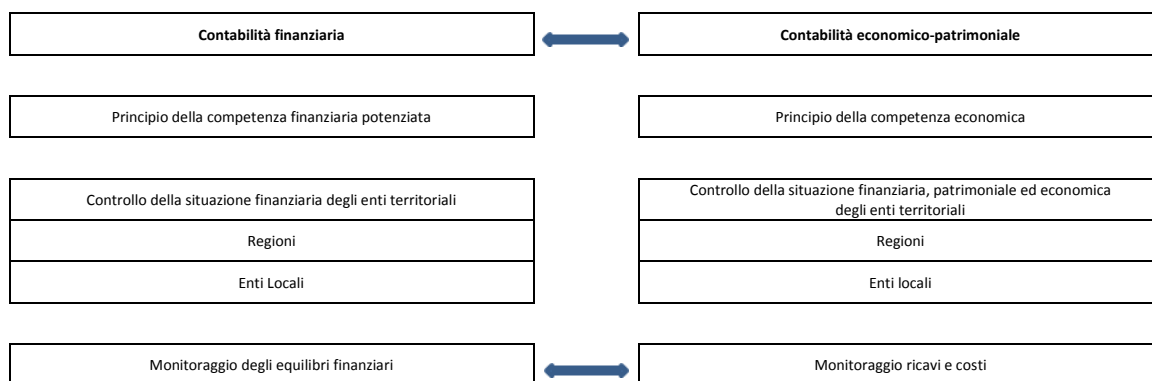 Contabilità finanziaria
Contabilità economico-patrimoniale
Principio della competenza finanziaria potenziata
Principio della competenza economica
Controllo della situazione finanziaria degli enti territoriali
Controllo della situazione finanziaria, patrimoniale ed economica
degli enti territoriali
Regioni
Regioni
Enti Locali
Enti locali
Monitoraggio degli equilibri finanziari
Monitoraggio ricavi e costi